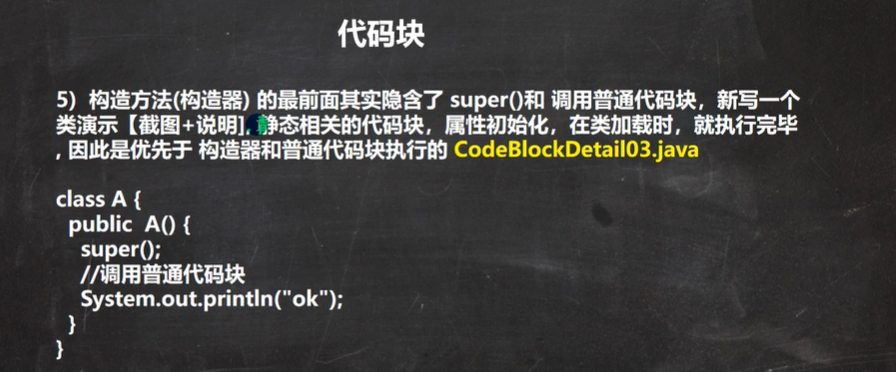 代码块
5) 构造方法(构造器) 的最前面其实隐含了 super()和 调用普通代码块，新写一个
类演示【截图+说明],静态相关的代码块，属性初始化，在类加载时，就执行完毕
, 因此是优先于 构造器和普通代码块执行的 CodeBlockDetail03.java
class A {
public A() {
super();
//调用普通代码块
System.out.println("ok");
}
}